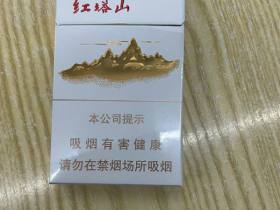 红塔山
本公司提示
吸烟有害健康
请勿在禁烟场所吸烟